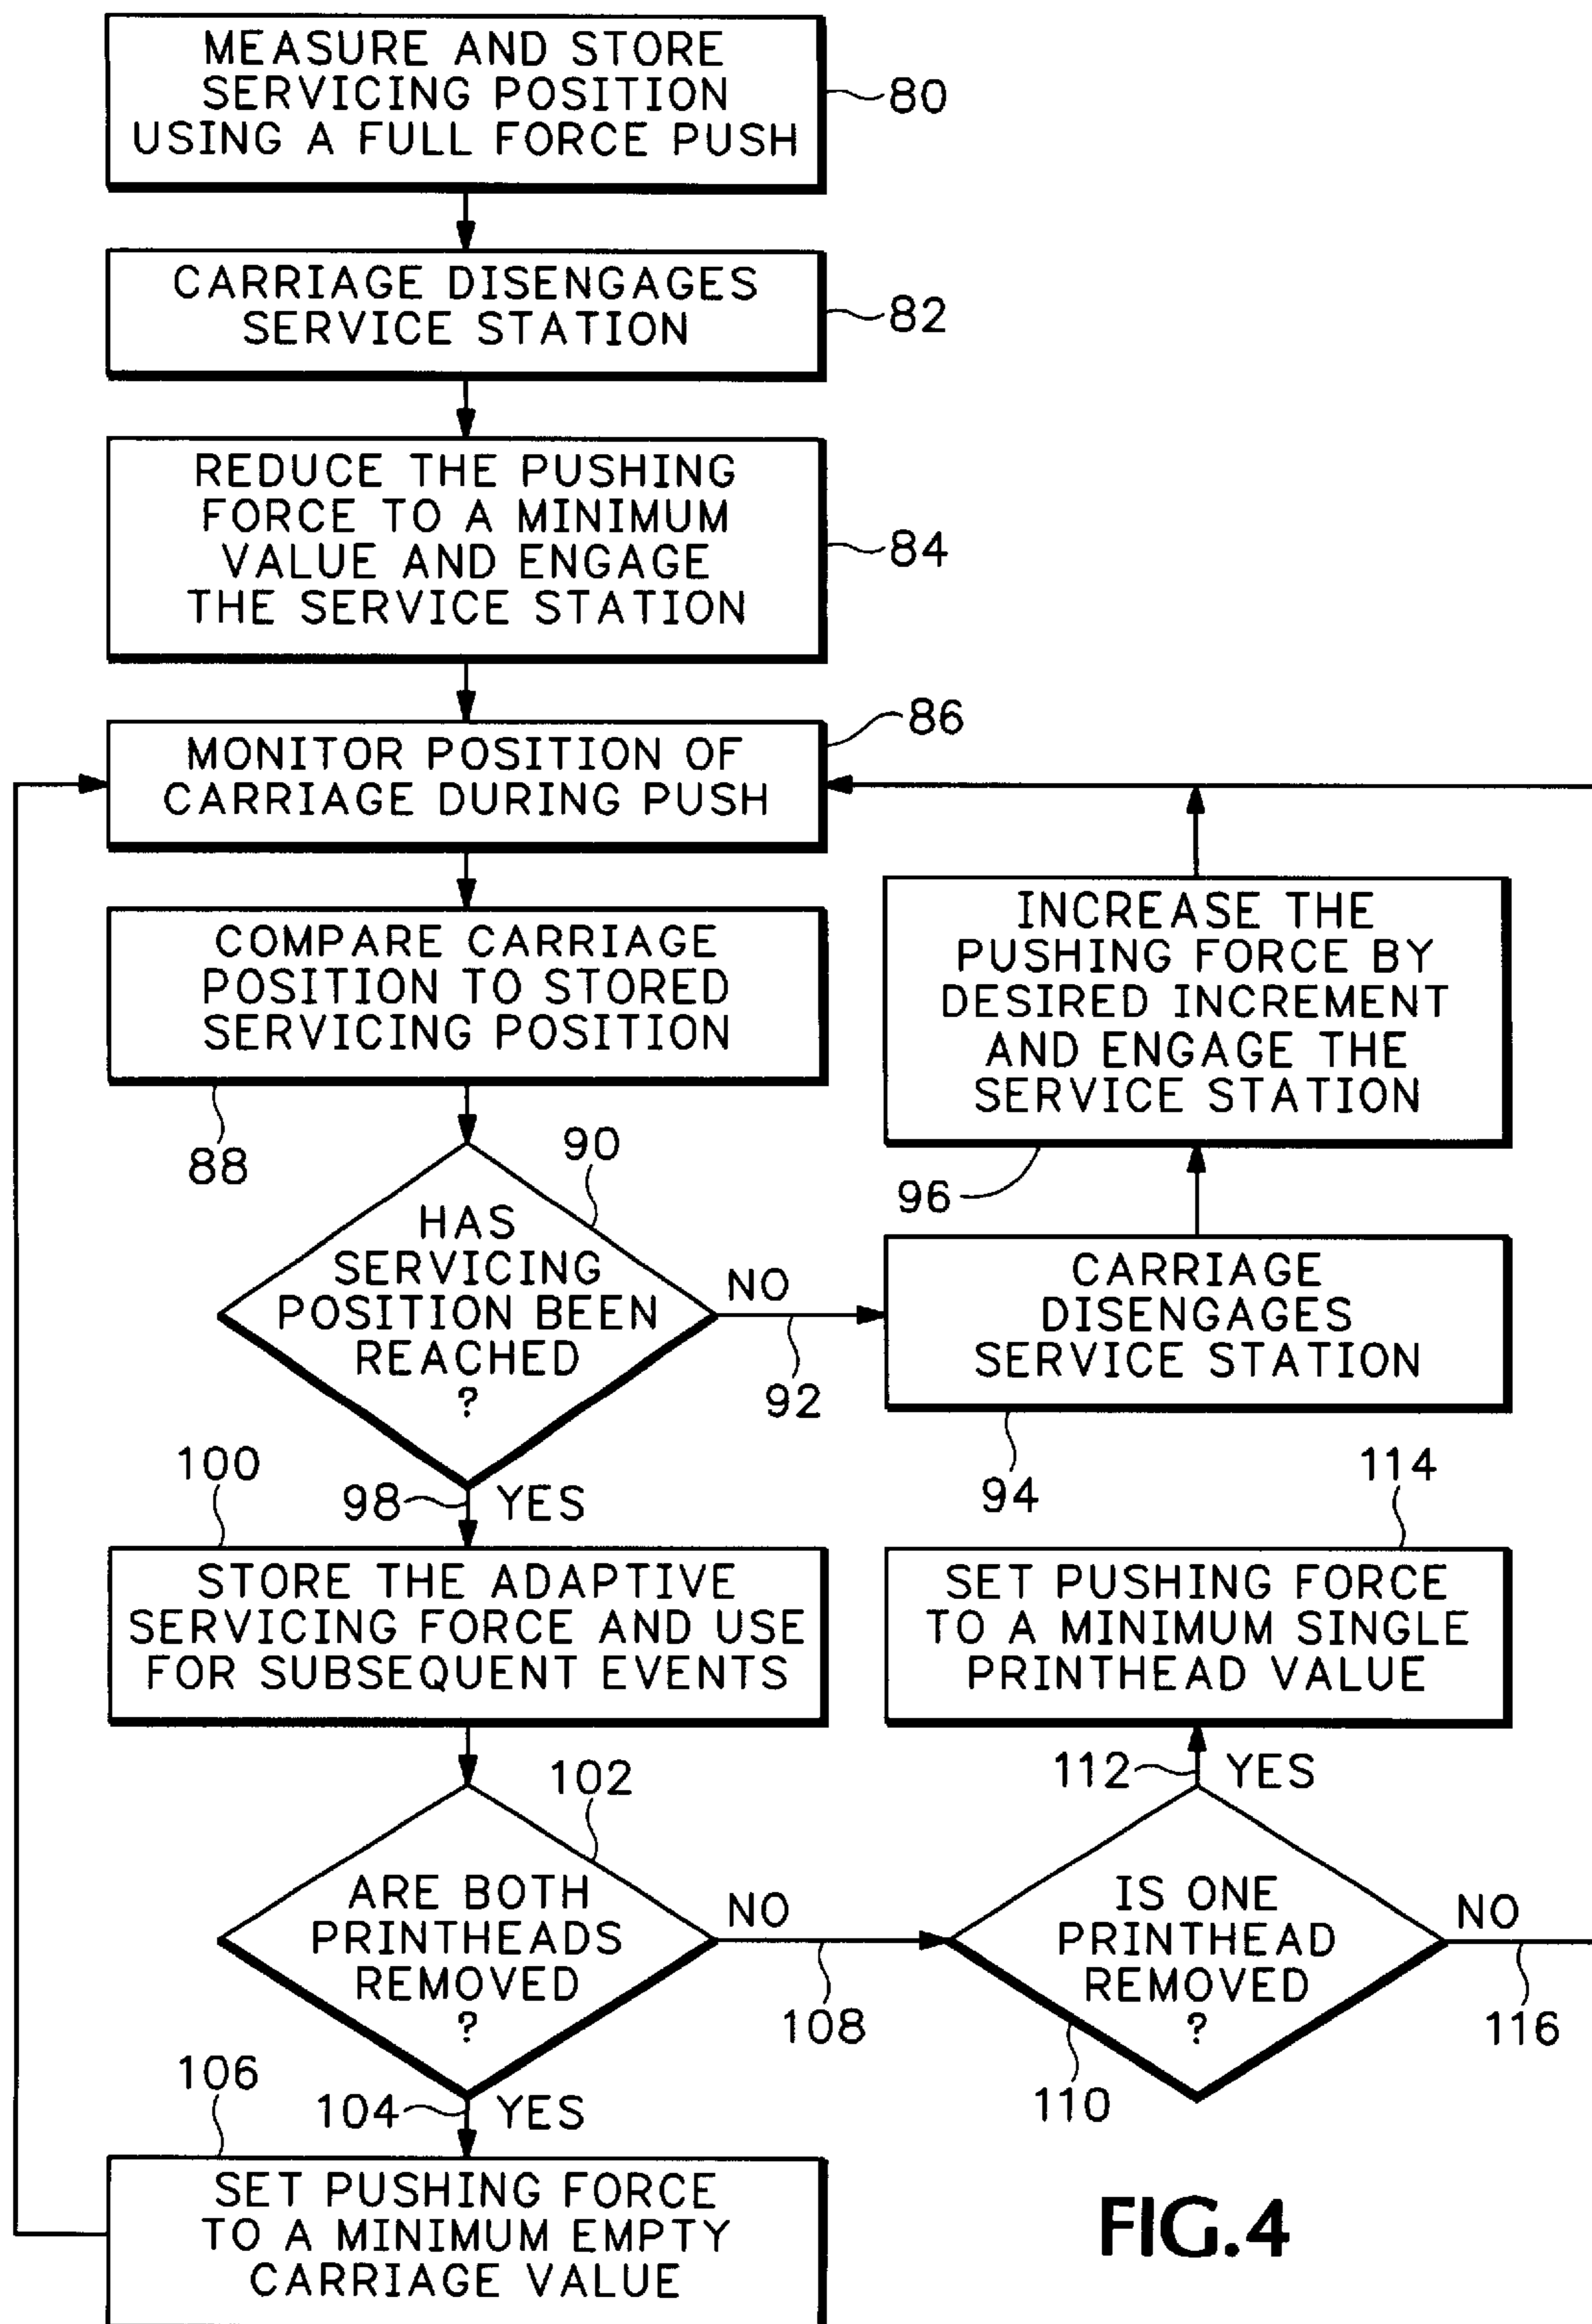 MEASURE AND STORE
SERVICING POSITION
USING A FULL FORCE PUSH
80
CARRIAGE DISENGAGES
SERVICE STATION
82
REDUCE THE PUSHING
FORCE TO A MINIMUM
VALUE AND ENGAGE
THE SERVICE STATION
84
MONITOR POSITION OF
CARRIAGE DURING PUSH
86
COMPARE CARRIAGE
POSITION TO STORED
SERVICING POSITION
88
HAS
SERVICING
POSITION BEEN
REACHED
?
90
NO
92
CARRIAGE
DISENGAGES
SERVICE STATION
94
INCREASE THE
PUSHING FORCE BY
DESIRED INCREMENT
AND ENGAGE THE
SERVICE STATION
96
98
YES
100
STORE THE ADAPTIVE
SERVICING FORCE AND USE
FOR SUBSEQUENT EVENTS
102
ARE BOTH
PRINTHEADS
REMOVED
?
104
YES
106
SET PUSHING FORCE
TO A MINIMUM EMPTY
CARRIAGE VALUE
NO
108
IS ONE
PRINTHEAD
REMOVED
?
110
112
YES
114
SET PUSHING FORCE
TO A MINIMUM SINGLE
PRINTHEAD VALUE
NO
116
FIG.4